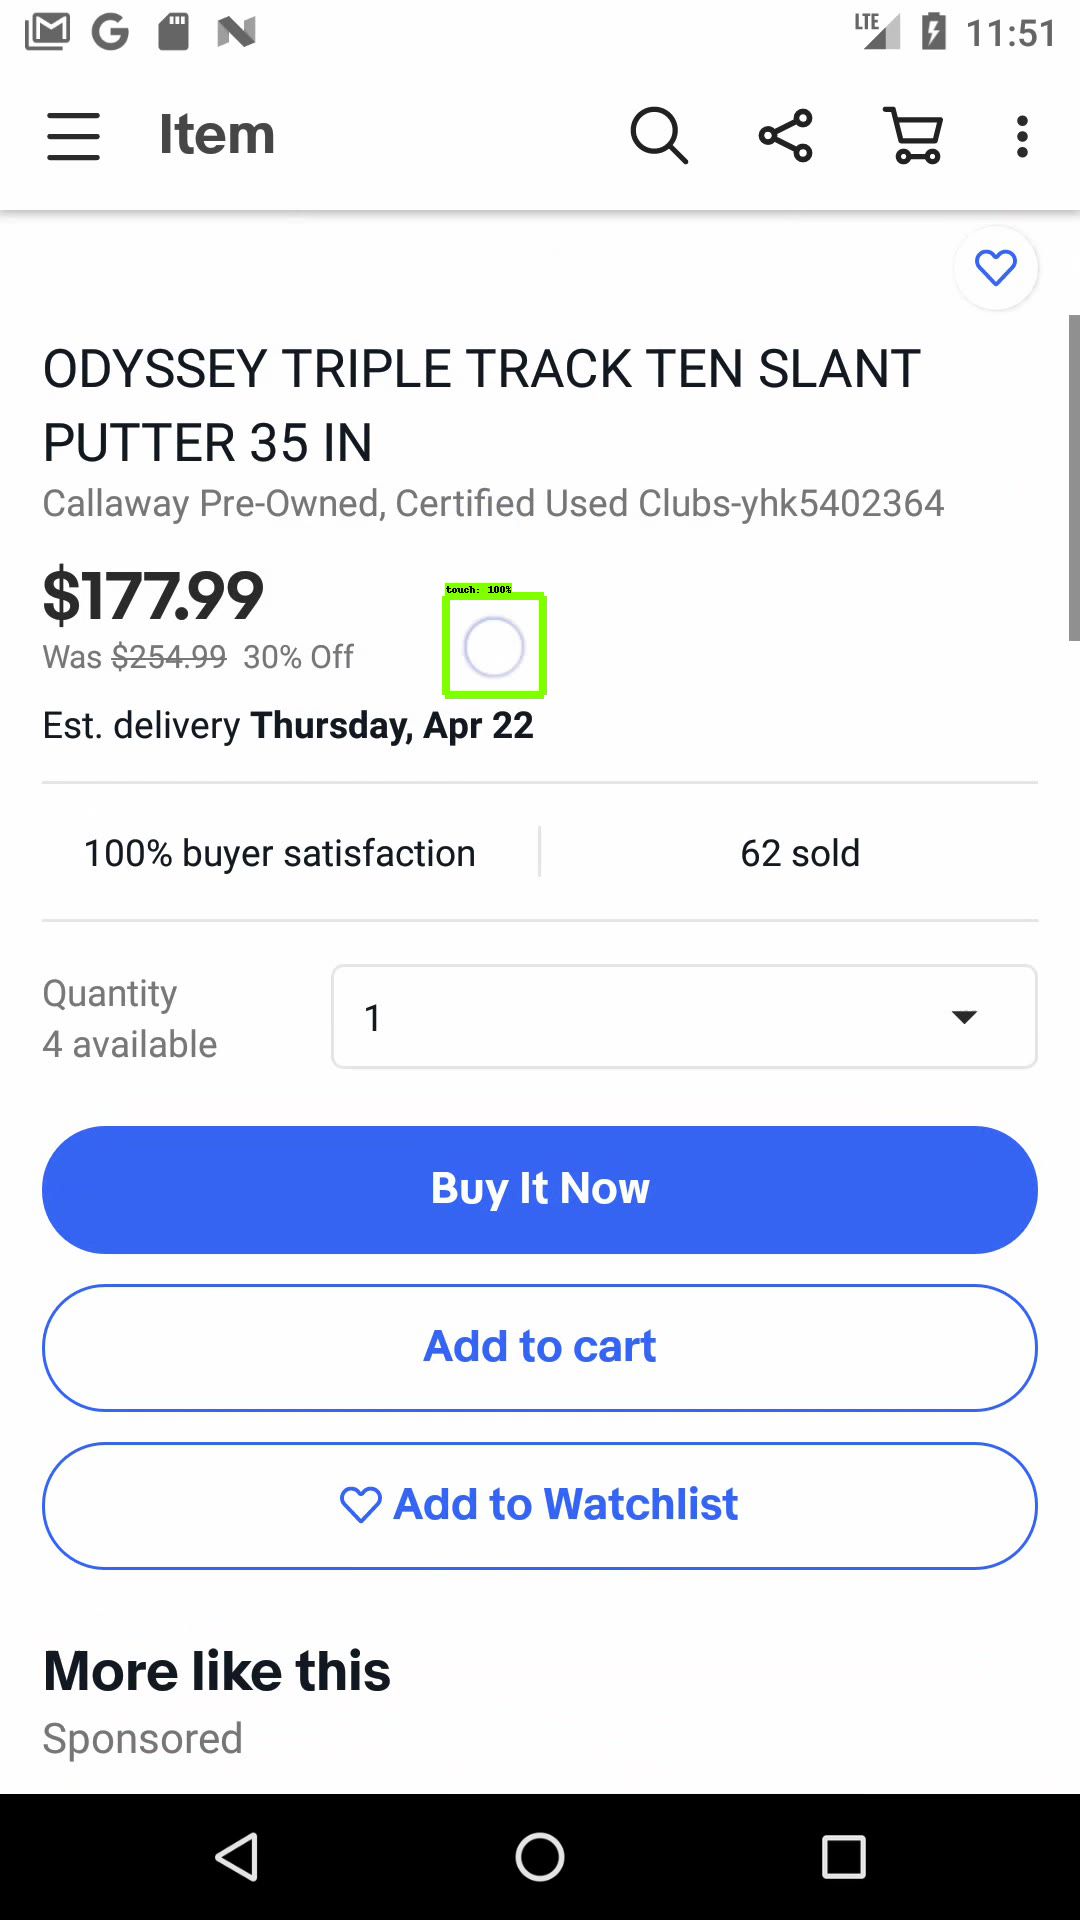 LTE 11:51
Item
ODYSSEY TRIPLE TRACK TEN SLANT
PUTTER 35 IN
Callaway Pre-Owned, Certified Used Clubs-yhk5402364
$177.99
touch: 100%
Was $254.99 30% Off
Est. delivery Thursday, Apr 22
100% buyer satisfaction
62 sold
Quantity
4 available
1
Buy It Now
Add to cart
Add to Watchlist
More like this
Sponsored